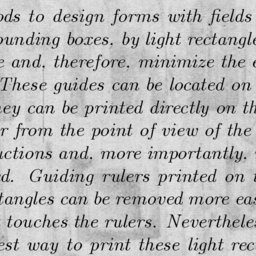 ods to design forms with fields
ounding boxes, by light rectangle
e and, therefore, minimize the e
These guides can be located on
ey can be printed directly on th
r from the point of view of the
uctions and, more importantly,
d. Guiding rulers printed on t
tangles can be removed more eas
touches the rulers. Nevertheles
est way to print these light rec